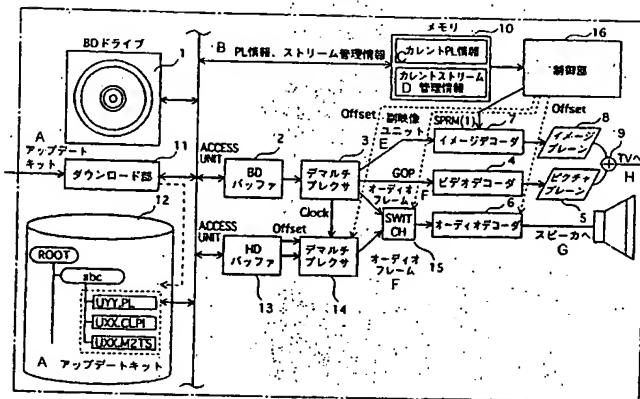 BDドライブ
1
A
アップデート
キット
11
ダウンロード部
12
ROOT
abc
UYY.PL
UXX.CLPI
UXX.M2TS
A アップデートキット
B PL情報、ストリーム管理情報
メモリ
10
C カレントPL情報
カレントストリーム
D 管理情報
16
制御部
Offset
副映像
ユニット
E
SPRM(1)
Offset
ACCESS
UNIT
2
BD
バッファ
3
デマルチ
プレクサ
7
イメージデコーダ
8
イメージ
プレーン
9
TVへ
H
GOP
4
ビデオデコーダ
ピクチャ
プレーン
5
オーディオ
フレーム
F
Clock
6
オーディオデコーダ
スピーカへ
G
ACCESS
UNIT
HD
バッファ
13
Offset
デマルチ
プレクサ
14
SWIT
CH
15
オーディオ
フレーム
F